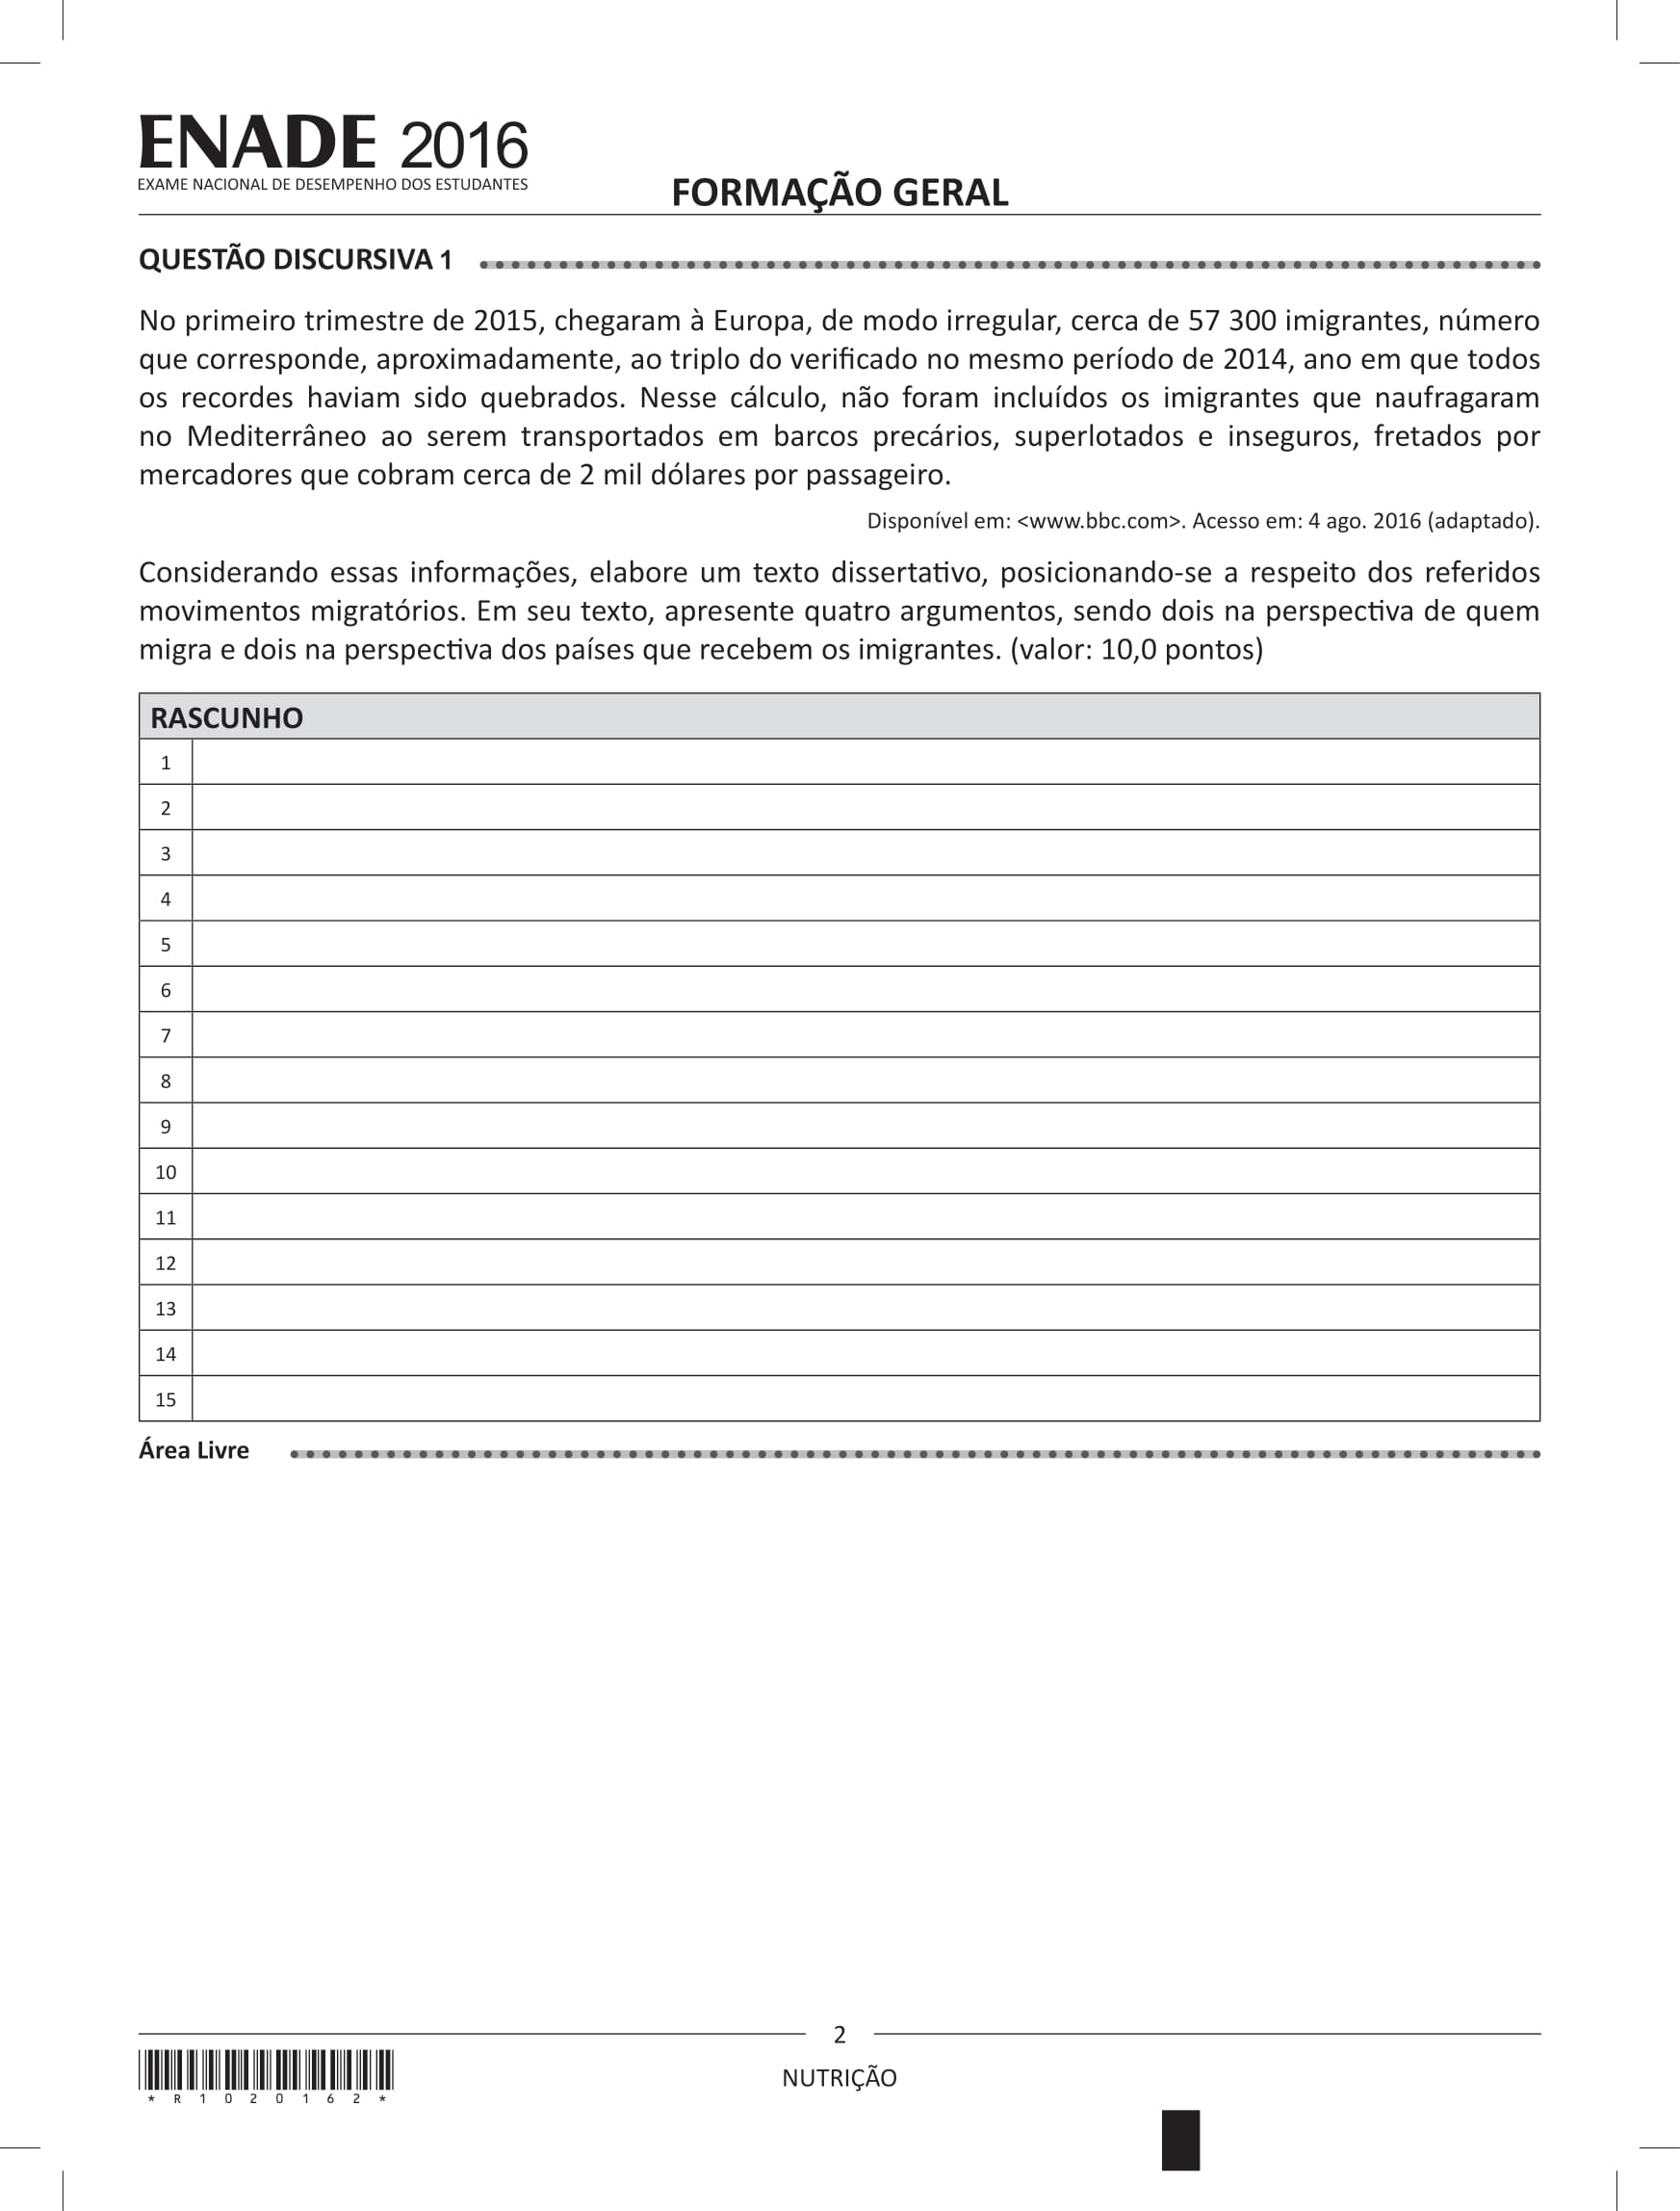 ENADE 2016
EXAME NACIONAL DE DESEMPENHO DOS ESTUDANTES
FORMAÇÃO GERAL
QUESTÃO DISCURSIVA 1
No primeiro trimestre de 2015, chegaram à Europa, de modo irregular, cerca de 57 300 imigrantes, número
que corresponde, aproximadamente, ao triplo do verificado no mesmo período de 2014, ano em que todos
os recordes haviam sido quebrados. Nesse cálculo, não foram incluídos os imigrantes que naufragaram
no Mediterrâneo ao serem transportados em barcos precários, superlotados e inseguros, fretados por
mercadores que cobram cerca de 2 mil dólares por passageiro.
Disponível em: <www.bbc.com>. Acesso em: 4 ago. 2016 (adaptado).
Considerando essas informações, elabore um texto dissertativo, posicionando-se a respeito dos referidos
movimentos migratórios. Em seu texto, apresente quatro argumentos, sendo dois na perspectiva de quem
migra e dois na perspectiva dos países que recebem os imigrantes. (valor: 10,0 pontos)
RASCUNHO
1
2
3
4
5
6
7
8
9
10
11
12
13
14
15
Área Livre
2
NUTRIÇÃO
* R 1 0 2 0 1 6 2 *